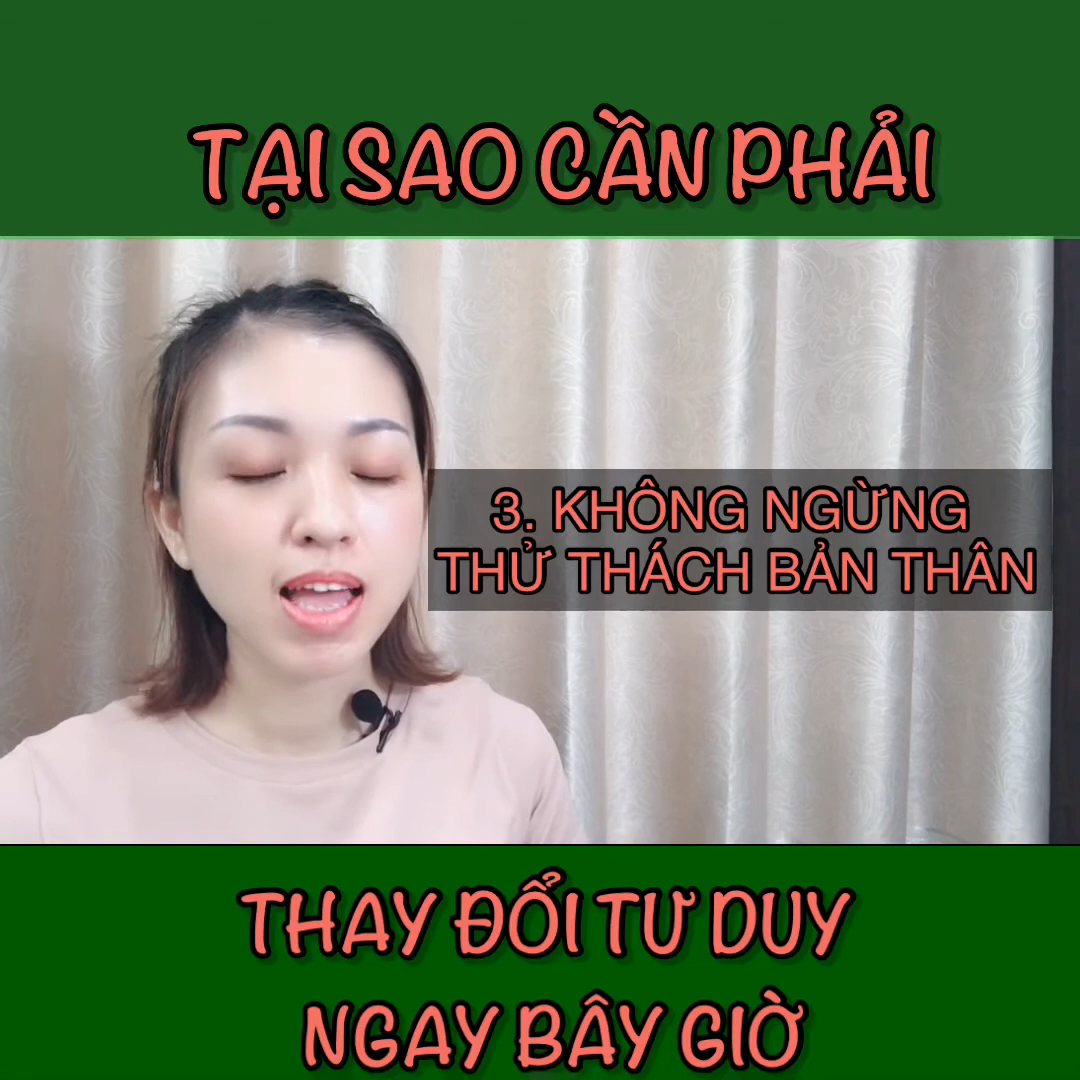 TẠI SAO CẦN PHẢI
3. KHÔNG NGỪNG
THỬ THÁCH BẢN THÂN
THAY ĐỔI TƯ DUY
NGAY BÂY GIỜ